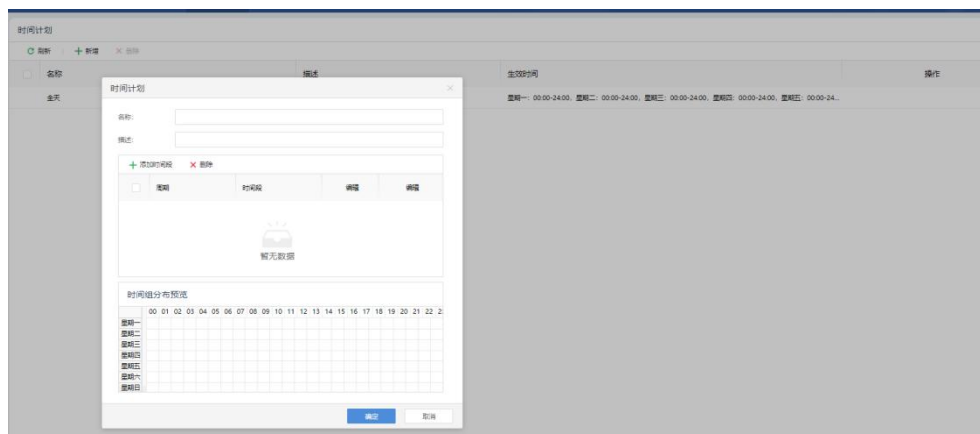 时间计划
刷新 新增 删除
名称 描述 生效时间 操作
全天 星期一: 00:00-24:00, 星期二: 00:00-24:00, 星期三: 00:00-24:00, 星期四: 00:00-24:00, 星期五: 00:00-24...
时间计划
名称:
描述:
添加时间段 删除
周期 时间段 编辑 编辑
暂无数据
时间组分布预览
00 01 02 03 04 05 06 07 08 09 10 11 12 13 14 15 16 17 18 19 20 21 22 2
星期一
星期二
星期三
星期四
星期五
星期六
星期日
确定 取消